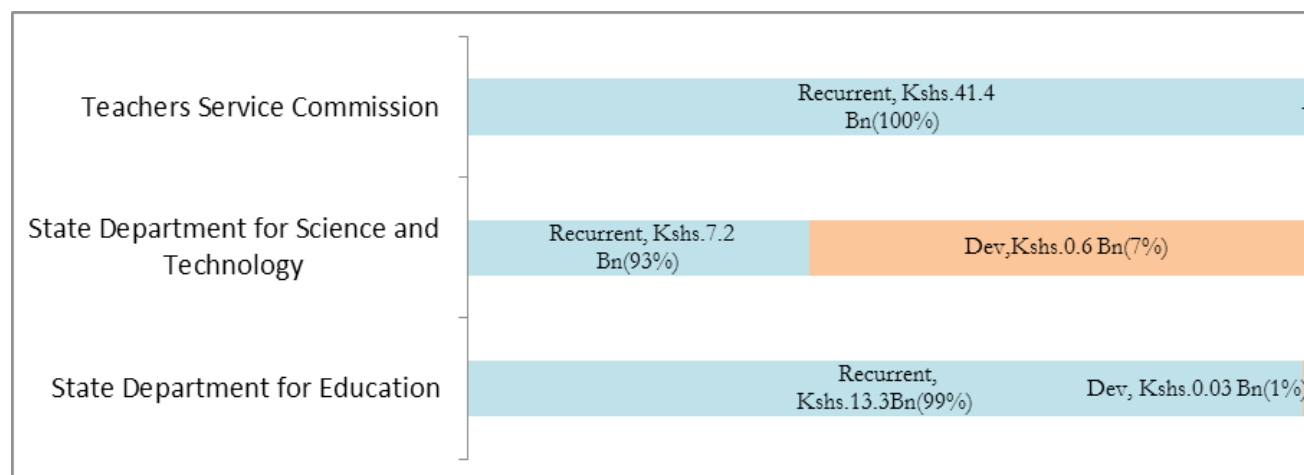 Teachers Service Commission
Recurrent, Kshs.41.4
Bn(100%)
State Department for Science and
Technology
Recurrent, Kshs.7.2
Bn(93%)
Dev,Kshs.0.6 Bn(7%)
State Department for Education
Recurrent,
Kshs.13.3Bn(99%)
Dev, Kshs.0.03 Bn(1%)